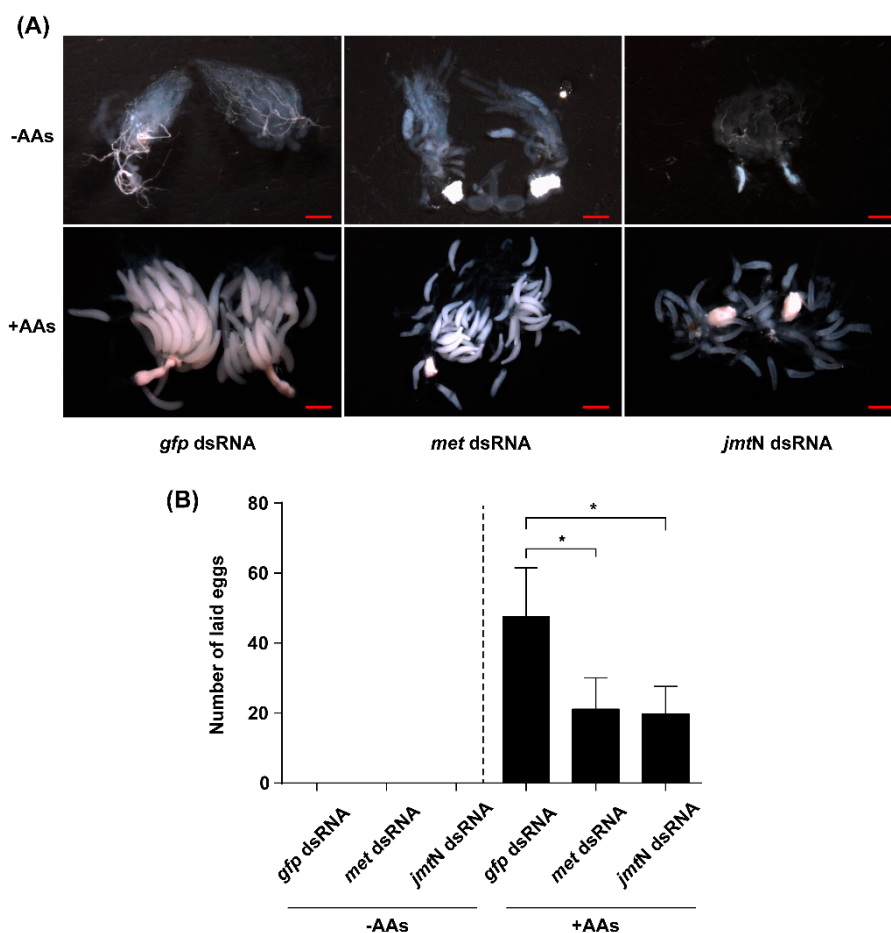 (A)
-AAs
+AAs
gfp dsRNA met dsRNA jmtN dsRNA
(B)
Number of laid eggs
80
60
40
20
0
* *
gfp dsRNA met dsRNA jmtN dsRNA gfp dsRNA met dsRNA jmtN dsRNA
-AAs +AAs